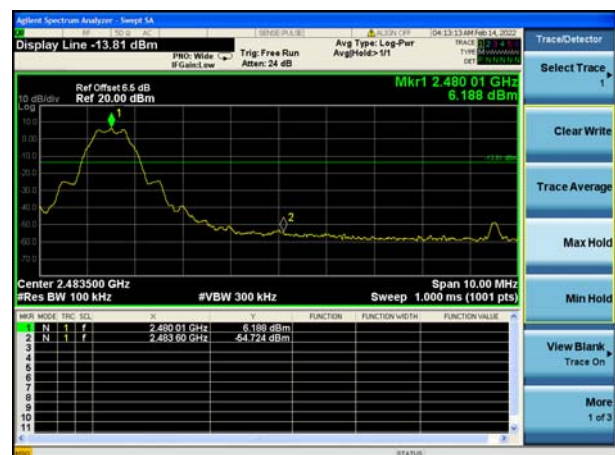 Agilent Spectrum Analyzer - Swept SA
RF 50 Ω AC SENSE:PULSE ALIGN OFF 04:13:13 AM Feb 14, 2022
Display Line -13.81 dBm
PNO: Wide
IFGain:Low
Trig: Free Run
Atten: 24 dB
Avg Type: Log-Pwr
Avg|Hold:> 1/1
TRACE 1 2 3 4 5 6
TYPE
DET P N N N N N
Mkr1 2.480 01 GHz
6.188 dBm
Ref Offset 6.5 dB
Ref 20.00 dBm
10 dB/div
Log
10.0
0.00
-10.0
-20.0
-30.0
-40.0
-50.0
-60.0
-70.0
1
2
-13.81 dBm
Center 2.483500 GHz
#Res BW 100 kHz
#VBW 300 kHz
Span 10.00 MHz
Sweep 1.000 ms (1001 pts)
MKR MODE TRC SCL X Y FUNCTION FUNCTION WIDTH FUNCTION VALUE
1 N 1 f 2.480 01 GHz 6.188 dBm
2 N 1 f 2.483 60 GHz -54.724 dBm
3
4
5
6
7
8
9
10
11
MSG STATUS
Trace/Detector
Select Trace
1
Clear Write
Trace Average
Max Hold
Min Hold
View Blank
Trace On
More
1 of 3